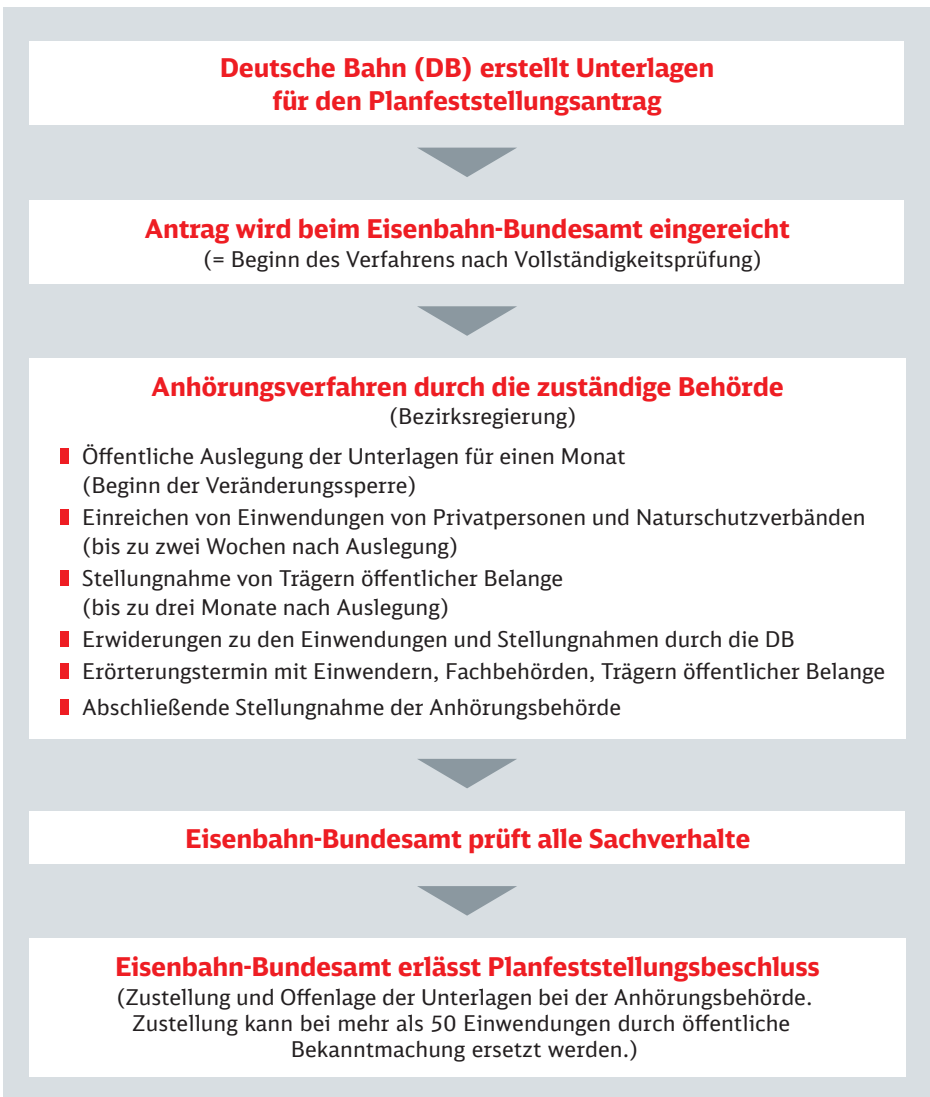 Deutsche Bahn (DB) erstellt Unterlagen
für den Planfeststellungsantrag
Antrag wird beim Eisenbahn-Bundesamt eingereicht
(= Beginn des Verfahrens nach Vollständigkeitsprüfung)
Anhörungsverfahren durch die zuständige Behörde
(Bezirksregierung)
Öffentliche Auslegung der Unterlagen für einen Monat
(Beginn der Veränderungssperre)
Einreichen von Einwendungen von Privatpersonen und Naturschutzverbänden
(bis zu zwei Wochen nach Auslegung)
Stellungnahme von Trägern öffentlicher Belange
(bis zu drei Monate nach Auslegung)
Erwiderungen zu den Einwendungen und Stellungnahmen durch die DB
Erörterungstermin mit Einwendern, Fachbehörden, Trägern öffentlicher Belange
Abschließende Stellungnahme der Anhörungsbehörde
Eisenbahn-Bundesamt prüft alle Sachverhalte
Eisenbahn-Bundesamt erlässt Planfeststellungsbeschluss
(Zustellung und Offenlage der Unterlagen bei der Anhörungsbehörde.
Zustellung kann bei mehr als 50 Einwendungen durch öffentliche
Bekanntmachung ersetzt werden.)